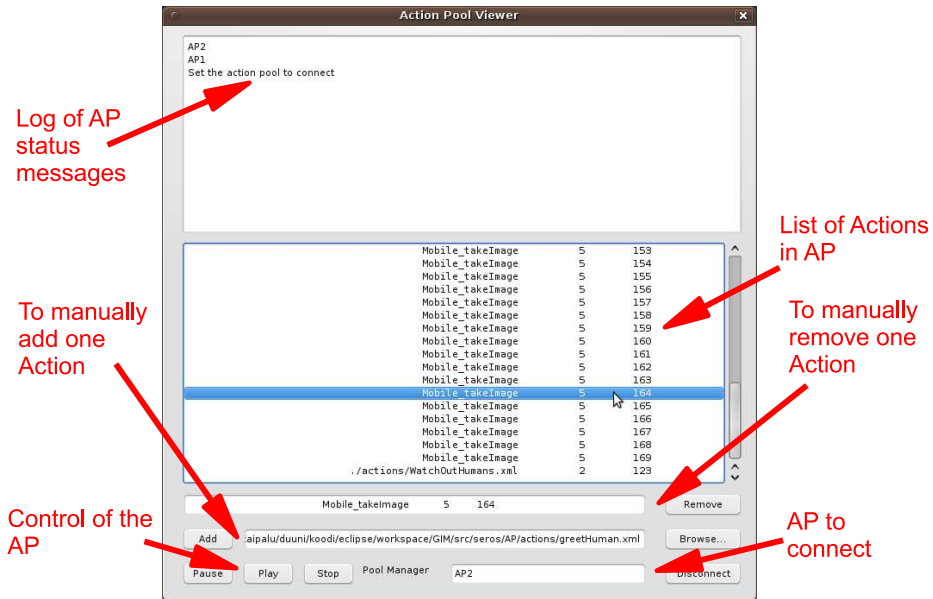 Action Pool Viewer
AP2
AP1
Set the action pool to connect
Log of AP
status
messages
List of Actions
in AP
Mobile_takeImage 5 153
Mobile_takeImage 5 154
Mobile_takeImage 5 155
Mobile_takeImage 5 156
Mobile_takeImage 5 157
Mobile_takeImage 5 158
Mobile_takeImage 5 159
Mobile_takeImage 5 160
Mobile_takeImage 5 161
Mobile_takeImage 5 162
Mobile_takeImage 5 163
Mobile_takeImage 5 164
Mobile_takeImage 5 165
Mobile_takeImage 5 166
Mobile_takeImage 5 167
Mobile_takeImage 5 168
Mobile_takeImage 5 169
./actions/WatchOutHumans.xml 2 123
To manually
add one
Action
To manually
remove one
Action
Mobile_takeImage 5 164 Remove
Control of the
AP
Add :aipalu/duuni/koodi/eclipse/workspace/GIM/src/seros/AP/actions/greetHuman.xml Browse...
AP to
connect
Pause Play Stop Pool Manager AP2 Disconnect